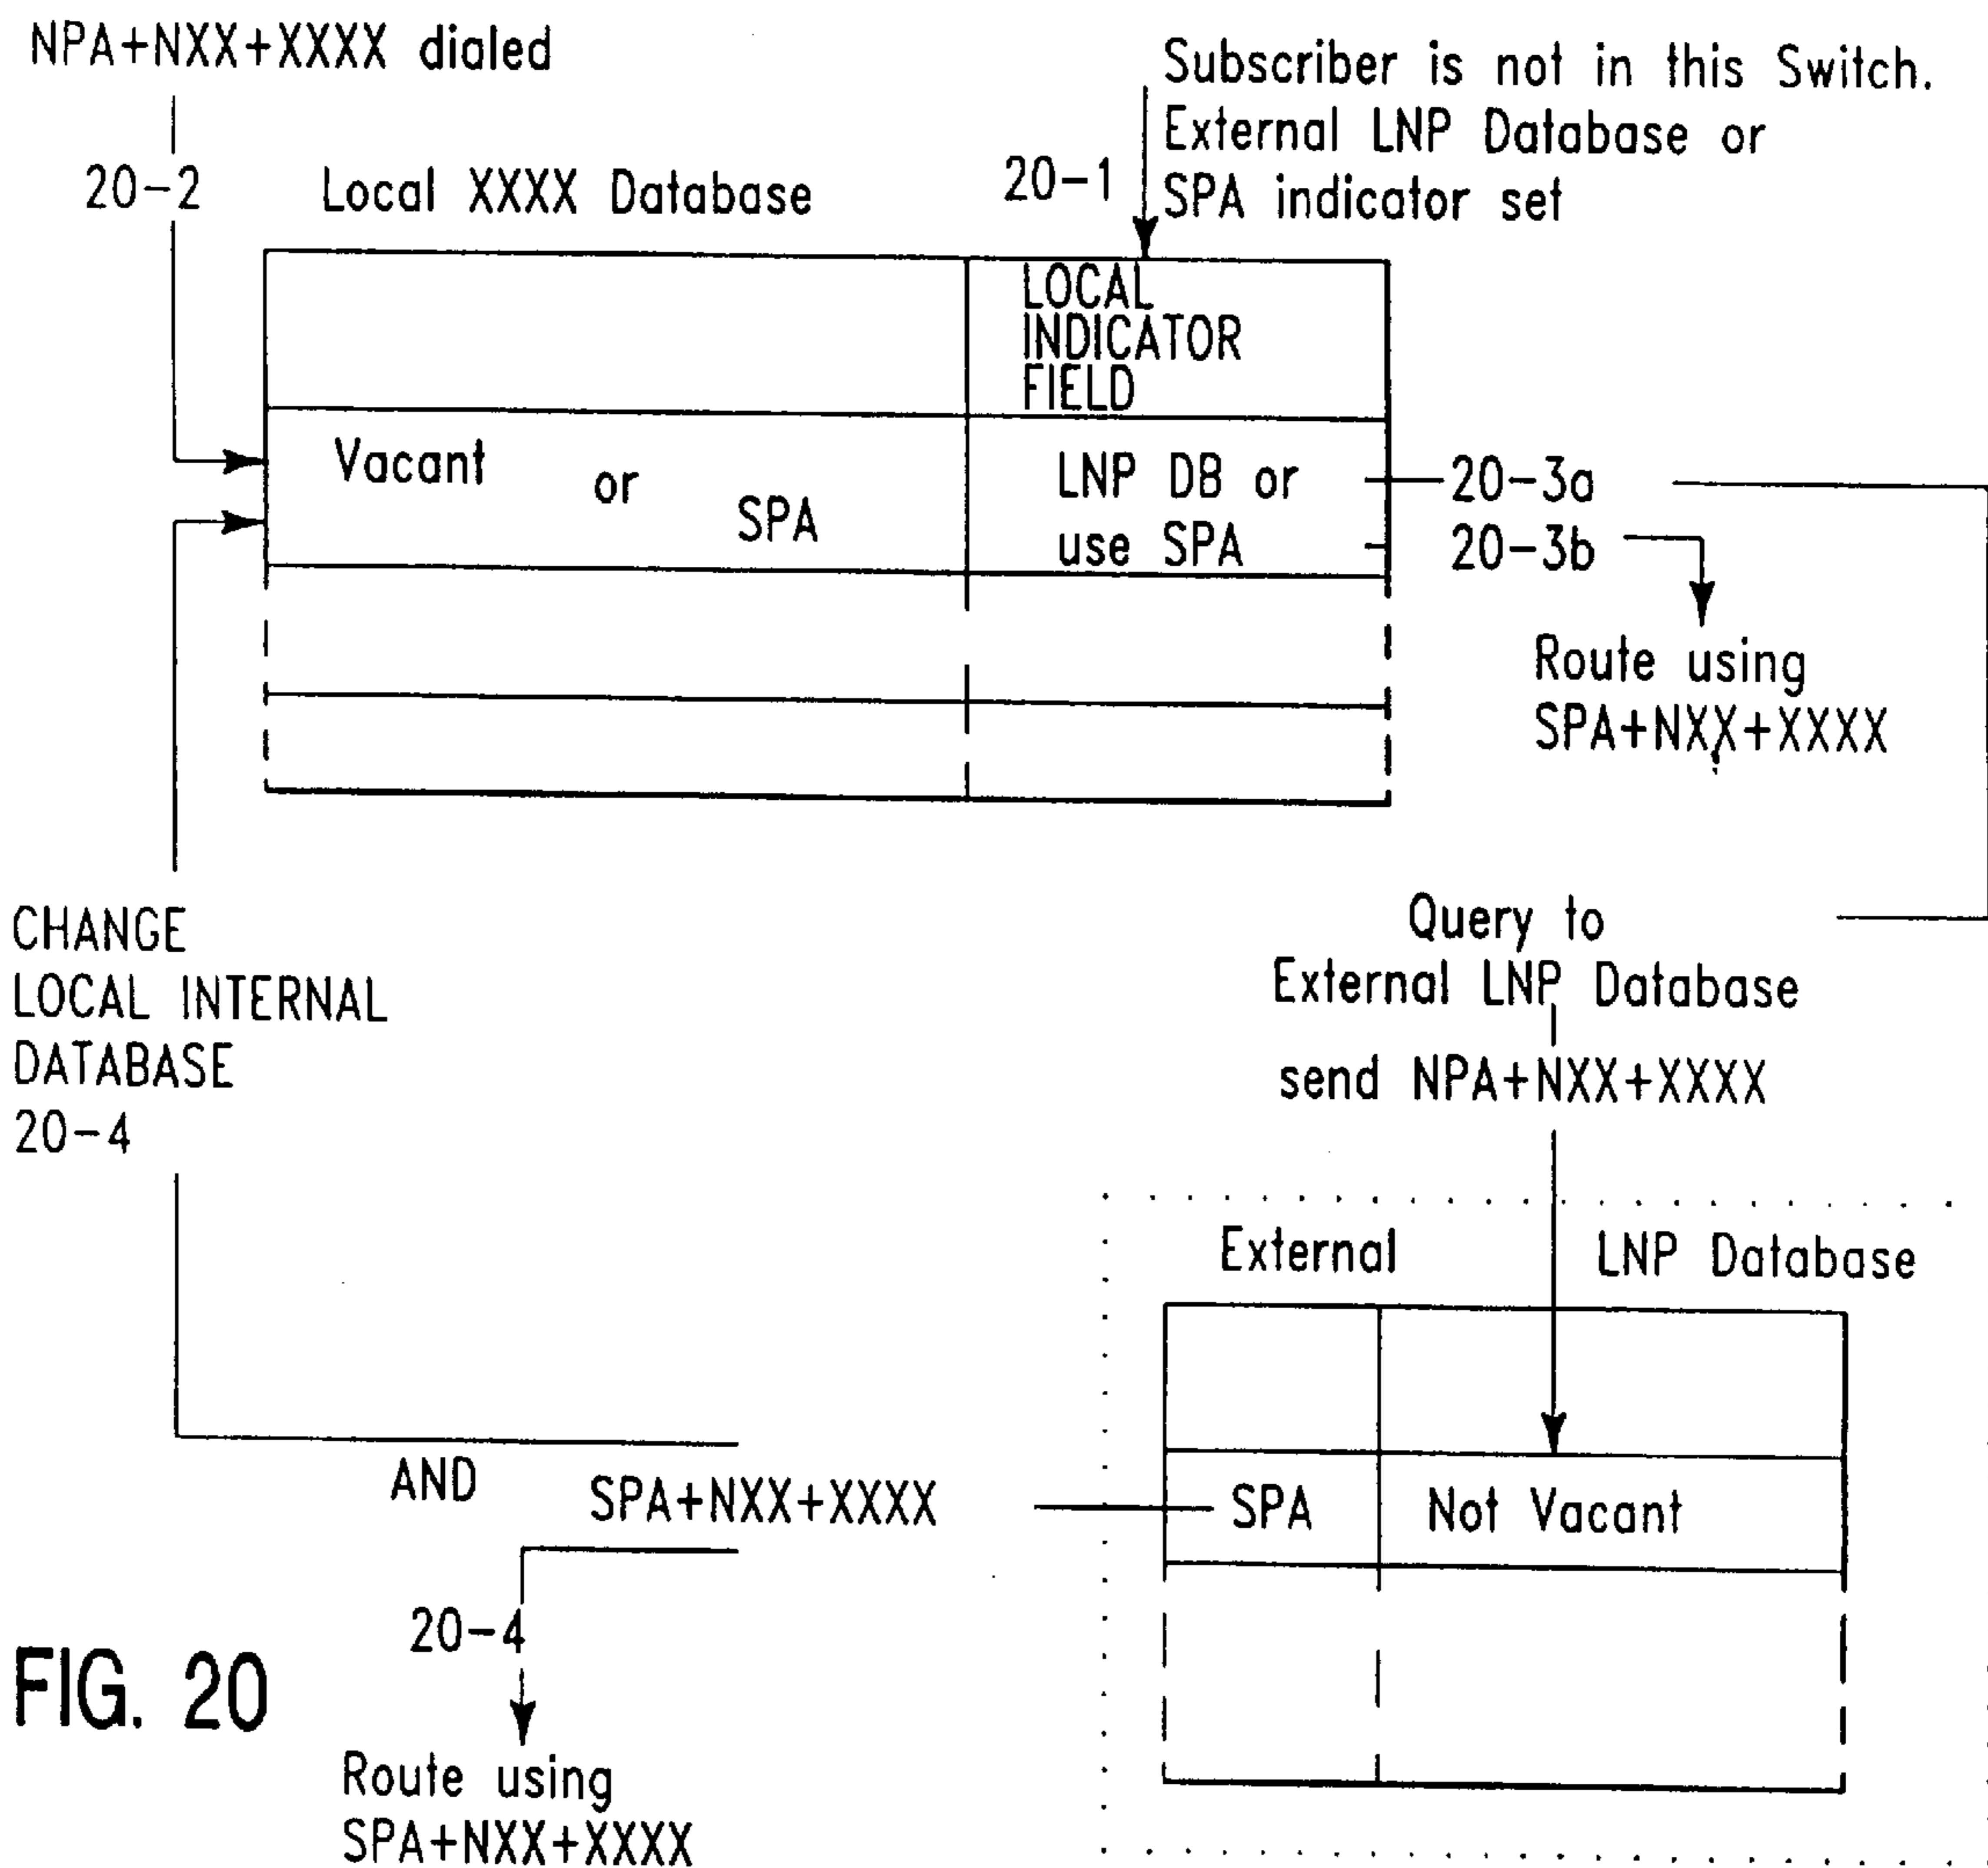 NPA+NXX+XXXX dialed
Subscriber is not in this Switch.
External LNP Database or
SPA indicator set
20-1
20-2
Local XXXX Database
LOCAL
INDICATOR
FIELD
Vacant or SPA
LNP DB or
use SPA
20-3a
20-3b
Route using
SPA+NXX+XXXX
CHANGE
LOCAL INTERNAL
DATABASE
20-4
Query to
External LNP Database
send NPA+NXX+XXXX
External LNP Database
SPA Not Vacant
AND SPA+NXX+XXXX
20-4
Route using
SPA+NXX+XXXX
FIG. 20